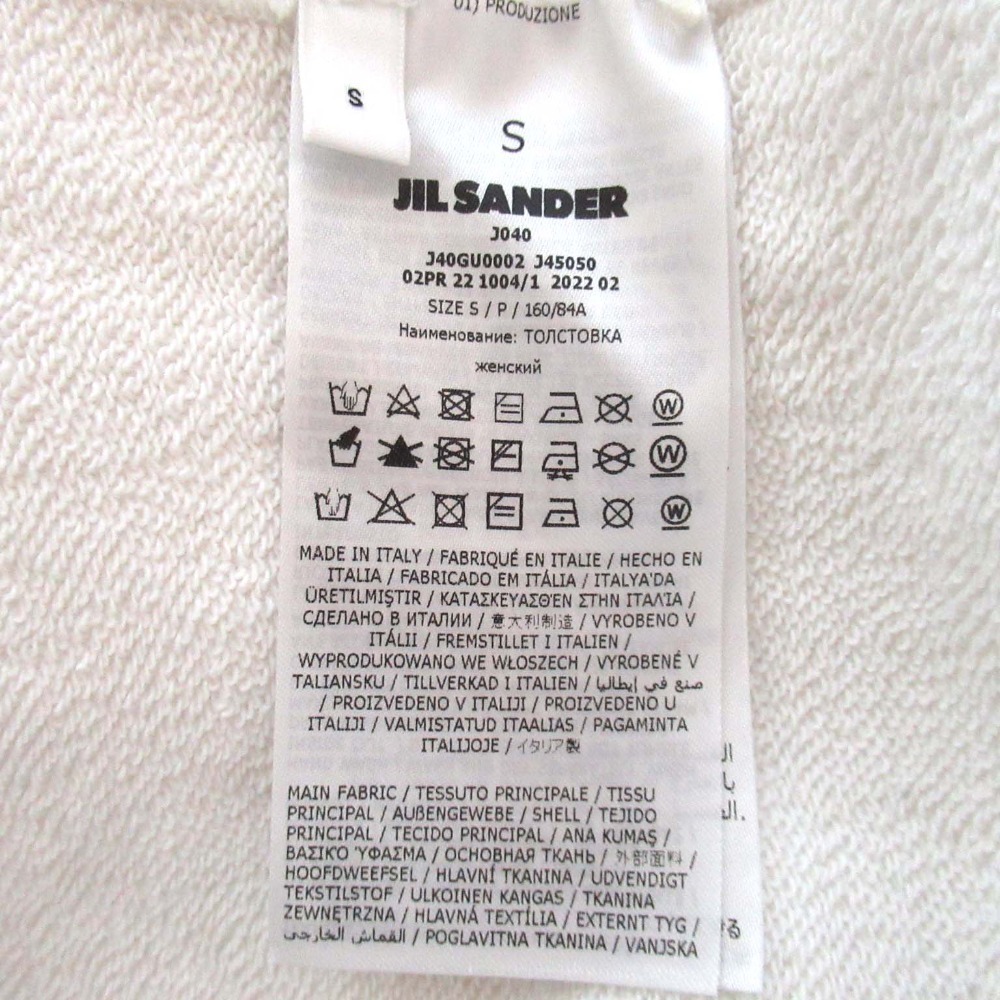 01) PRODUZIONE
S
S
JIL SANDER
J040
J40GU0002 J45050
02PR 22 1004/1 2022 02
SIZE S / P / 160/84A
Наименование: ТОЛСТОВКА
женский
W
W
W
MADE IN ITALY / FABRIQUÉ EN ITALIE / HECHO EN
ITALIA / FABRICADO EM ITÁLIA / ITALYA'DA
ÜRETILMIŞTIR / ΚΑΤΑΣΚΕΥΑΣΘΈΝ ΣΤΗΝ ΙΤΑΛΊΑ /
СДЕЛАНО В ИТАЛИИ / 意大利制造 / VYROBENO V
ITÁLII / FREMSTILLET I ITALIEN /
WYPRODUKOWANO WE WŁOSZECH / VYROBENÉ V
TALIANSKU / TILLVERKAD I ITALIEN / صنع في إيطاليا
/ PROIZVEDENO V ITALIJI / PROIZVEDENO U
ITALIJI / VALMISTATUD ITAALIAS / PAGAMINTA
ITALIJOJE / イタリア製
MAIN FABRIC / TESSUTO PRINCIPALE / TISSU
PRINCIPAL / AUßENGEWEBE / SHELL / TEJIDO
PRINCIPAL / TECIDO PRINCIPAL / ANA KUMAŞ /
ΒΑΣΙΚΌ ΎΦΑΣΜΑ / ОСНОВНАЯ ТКАНЬ / 外部面料 /
HOOFDWEEFSEL / HLAVNÍ TKANINA / UDVENDIGT
TEKSTILSTOF / ULKOINEN KANGAS / TKANINA
ZEWNĘTRZNA / HLAVNÁ TEXTÍLIA / EXTERNT TYG /
القماش الخارجي / POGLAVITNA TKANINA / VANJSKA